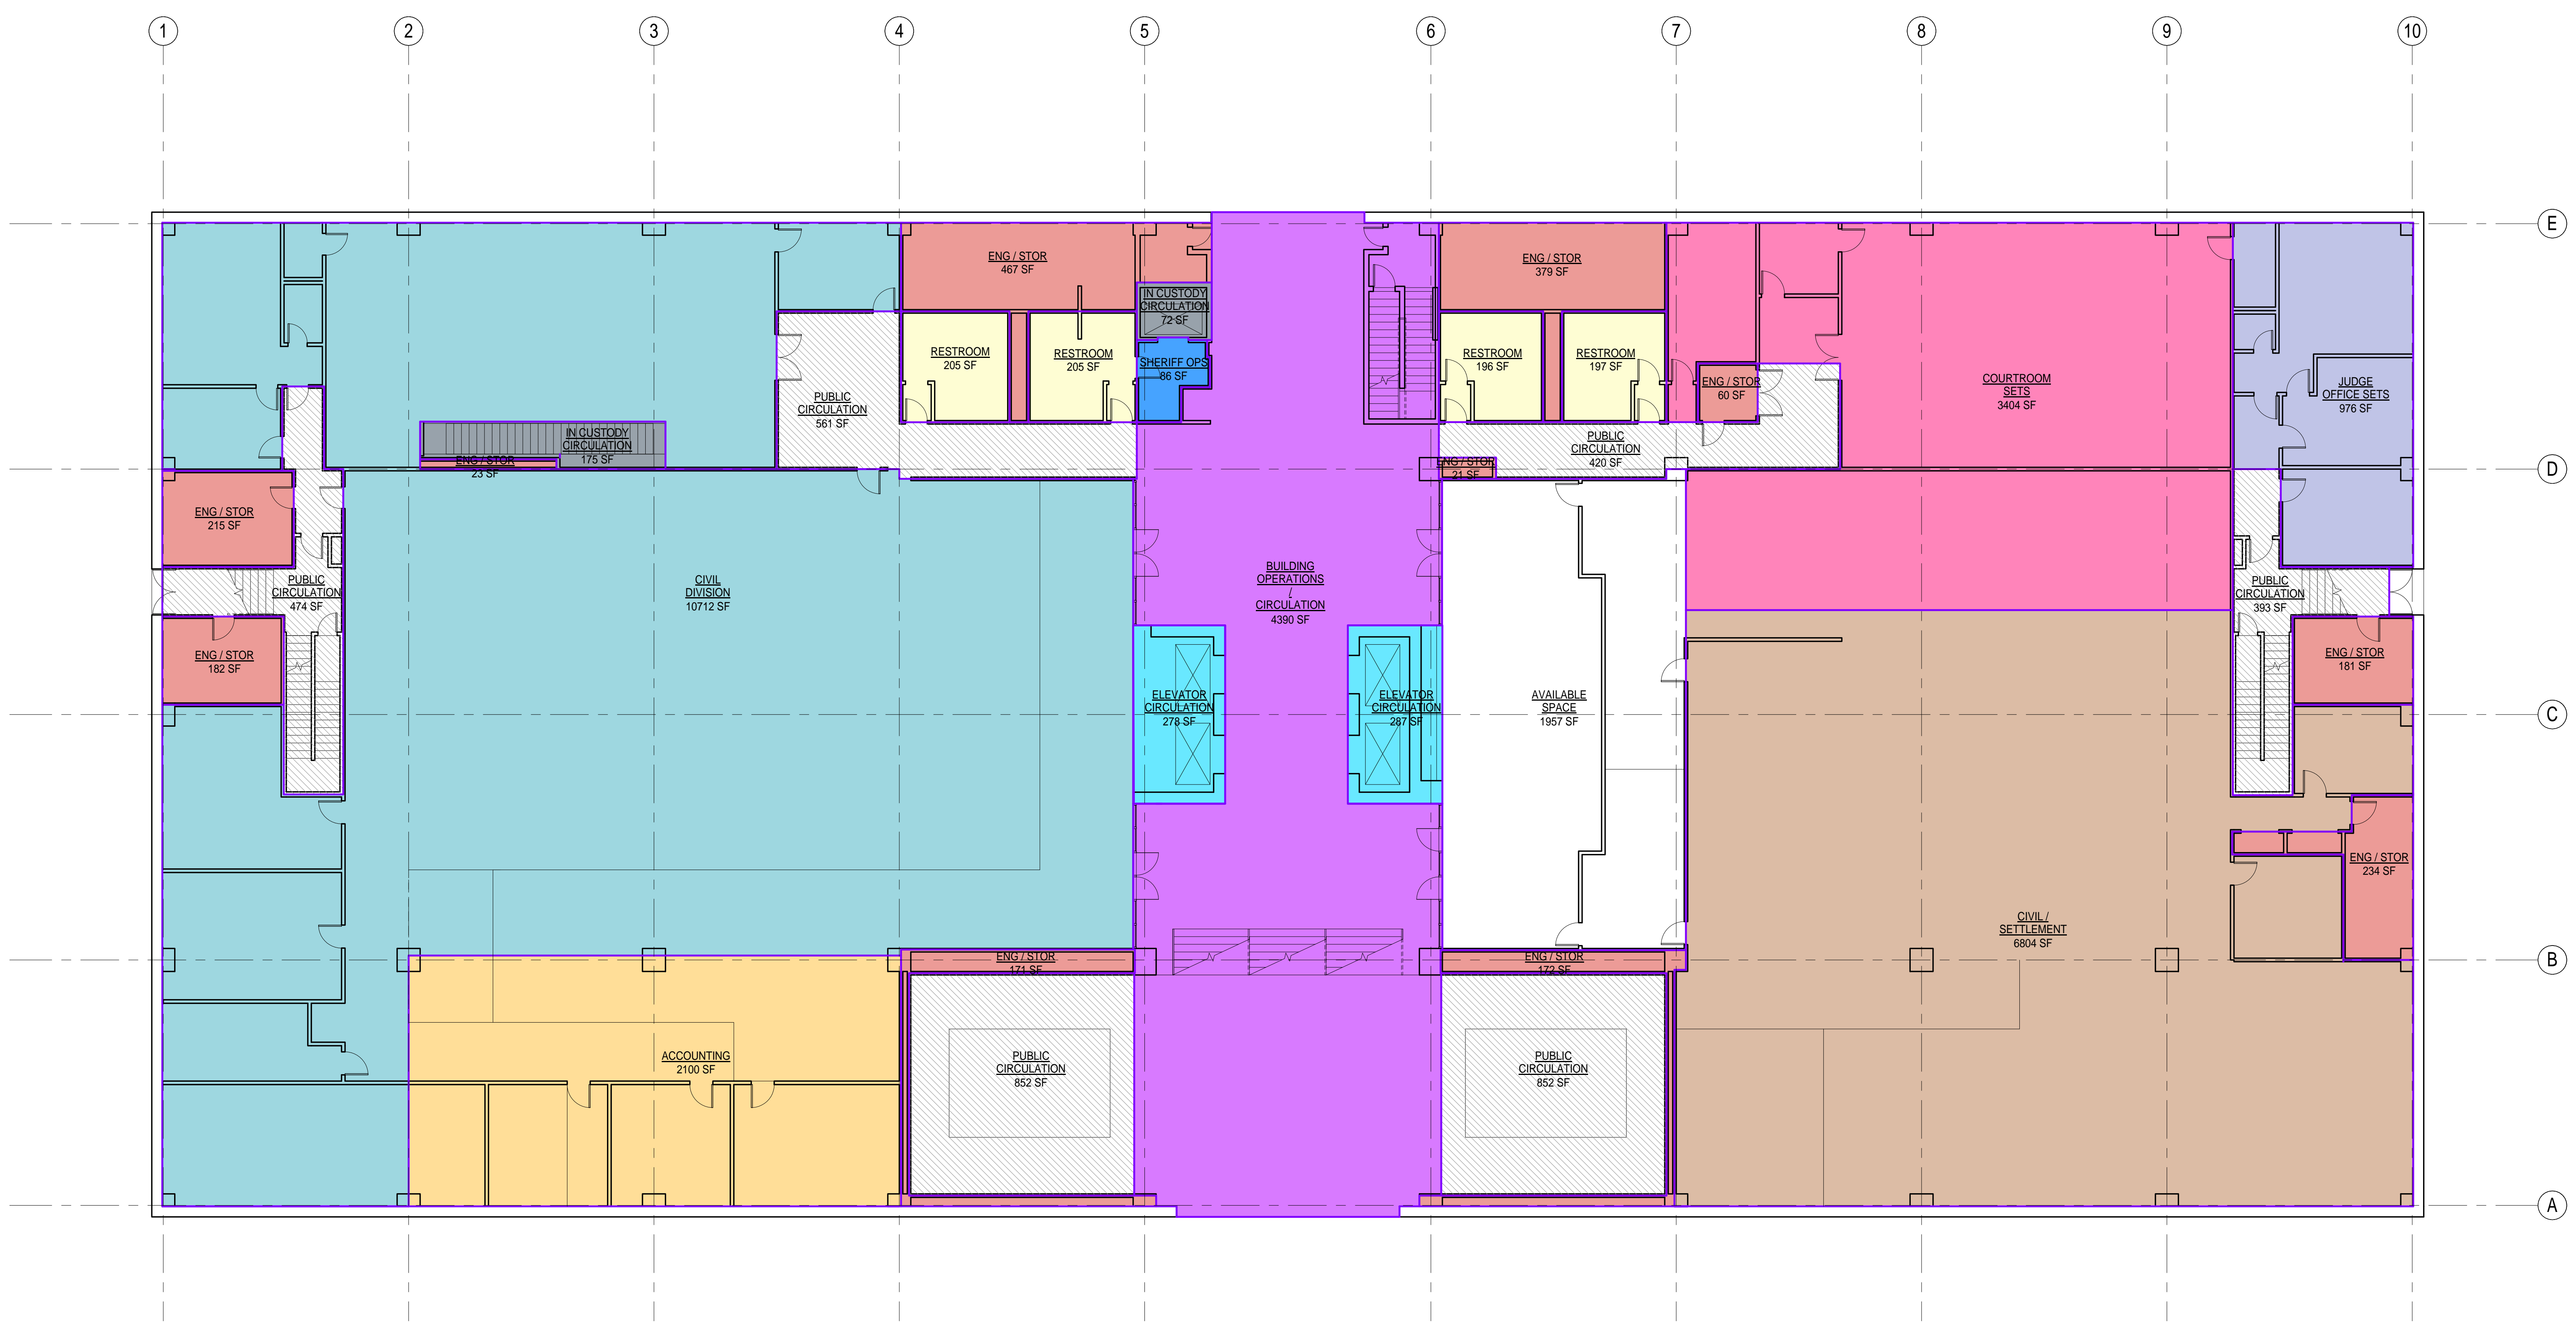 1
2
3
4
5
6
7
8
9
10
E
ENG / STOR
467 SF
ENG / STOR
379 SF
IN CUSTODY
CIRCULATION
72 SF
RESTROOM
205 SF
RESTROOM
205 SF
SHERIFF OPS
86 SF
RESTROOM
196 SF
RESTROOM
197 SF
ENG / STOR
60 SF
COURTROOM
SETS
3404 SF
JUDGE
OFFICE SETS
976 SF
PUBLIC
CIRCULATION
561 SF
IN CUSTODY
CIRCULATION
175 SF
ENG / STOR
23 SF
PUBLIC
CIRCULATION
420 SF
ENG / STOR
21 SF
D
ENG / STOR
215 SF
PUBLIC
CIRCULATION
474 SF
CIVIL
DIVISION
10712 SF
BUILDING
OPERATIONS
/
CIRCULATION
4390 SF
PUBLIC
CIRCULATION
393 SF
ENG / STOR
182 SF
ENG / STOR
181 SF
ELEVATOR
CIRCULATION
278 SF
ELEVATOR
CIRCULATION
287 SF
AVAILABLE
SPACE
1957 SF
C
ENG / STOR
234 SF
CIVIL /
SETTLEMENT
6804 SF
ENG / STOR
171 SF
ENG / STOR
172 SF
B
ACCOUNTING
2100 SF
PUBLIC
CIRCULATION
852 SF
PUBLIC
CIRCULATION
852 SF
A